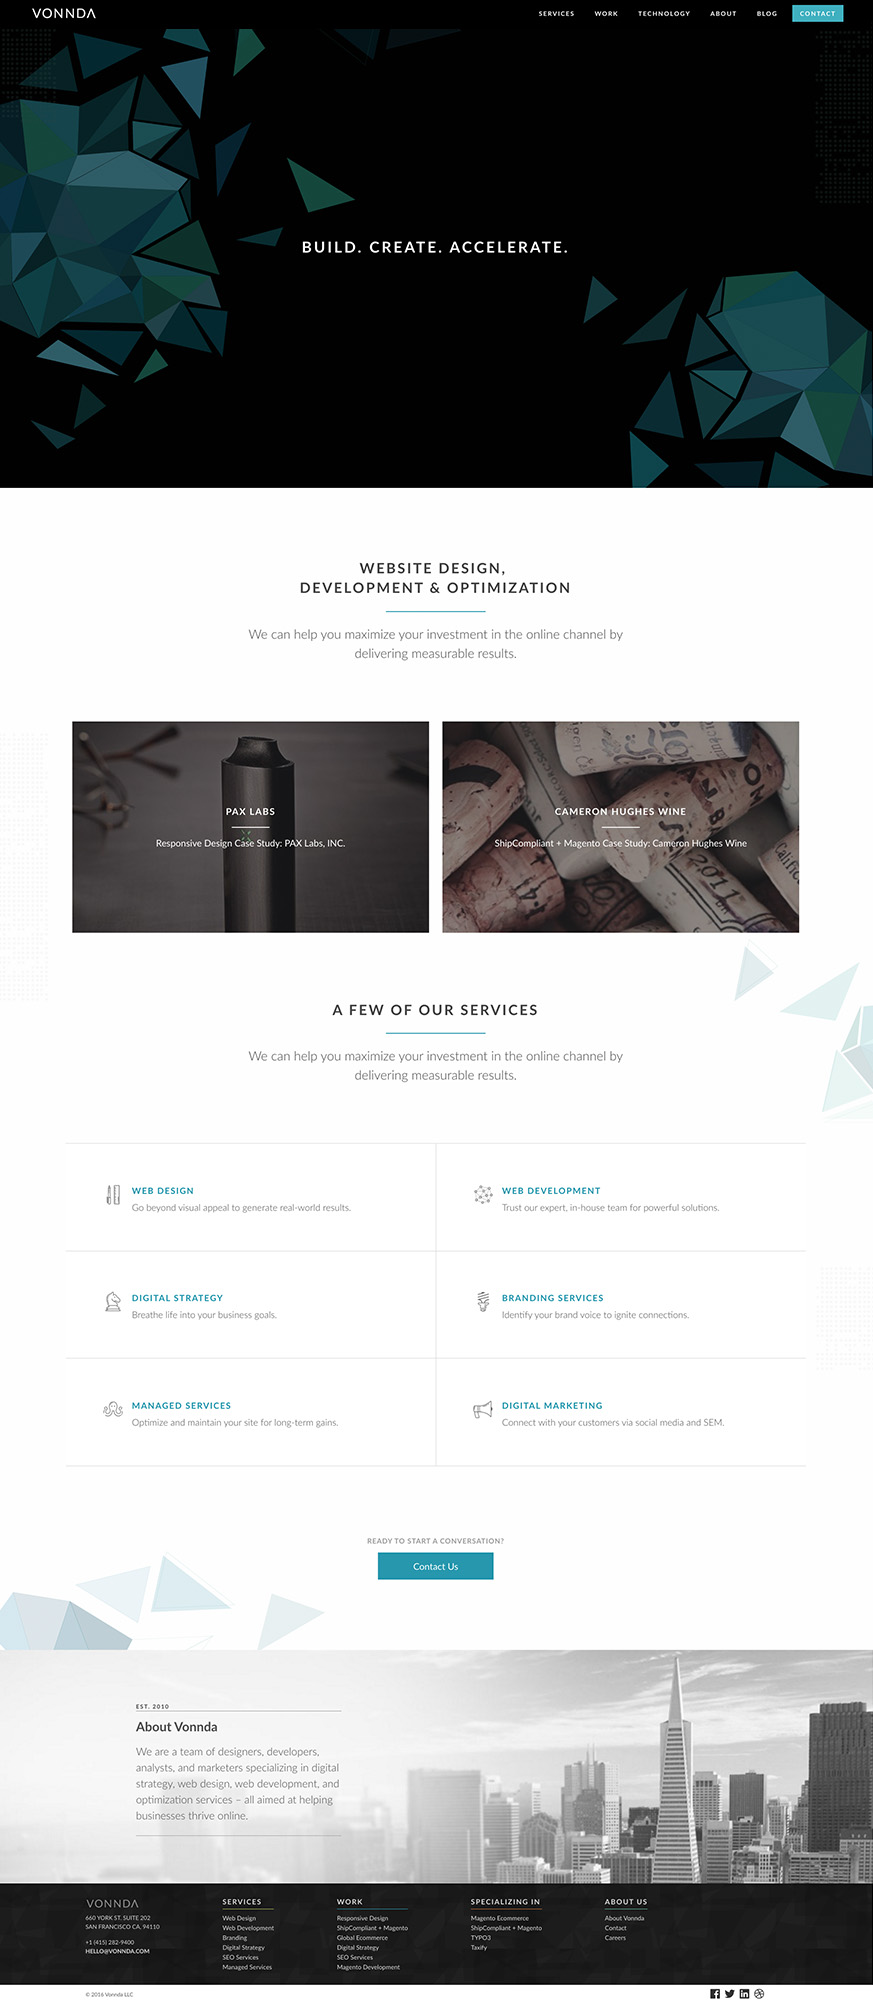 VONNDA
SERVICES WORK TECHNOLOGY ABOUT BLOG CONTACT
BUILD. CREATE. ACCELERATE.
WEBSITE DESIGN,
DEVELOPMENT & OPTIMIZATION
We can help you maximize your investment in the online channel by
delivering measurable results.
PAX LABS
Responsive Design Case Study: PAX Labs, INC.
CAMERON HUGHES WINE
ShipCompliant + Magento Case Study: Cameron Hughes Wine
2011
A FEW OF OUR SERVICES
We can help you maximize your investment in the online channel by
delivering measurable results.
WEB DESIGN
Go beyond visual appeal to generate real-world results.
WEB DEVELOPMENT
Trust our expert, in-house team for powerful solutions.
DIGITAL STRATEGY
Breathe life into your business goals.
BRANDING SERVICES
Identify your brand voice to ignite connections.
MANAGED SERVICES
Optimize and maintain your site for long-term gains.
DIGITAL MARKETING
Connect with your customers via social media and SEM.
READY TO START A CONVERSATION?
Contact Us
EST. 2010
About Vonnda
We are a team of designers, developers,
analysts, and marketers specializing in digital
strategy, web design, web development, and
optimization services – all aimed at helping
businesses thrive online.
VONNDA
660 YORK ST. SUITE 202
SAN FRANCISCO CA. 94110
+1 (415) 282-9400
HELLO@VONNDA.COM
SERVICES
Web Design
Web Development
Branding
Digital Strategy
SEO Services
Managed Services
WORK
Responsive Design
ShipCompliant + Magento
Global Ecommerce
Digital Strategy
SEO Services
Magento Development
SPECIALIZING IN
Magento Ecommerce
ShipCompliant + Magento
TYPO3
Taxify
ABOUT US
About Vonnda
Contact
Careers
© 2016 Vonnda LLC